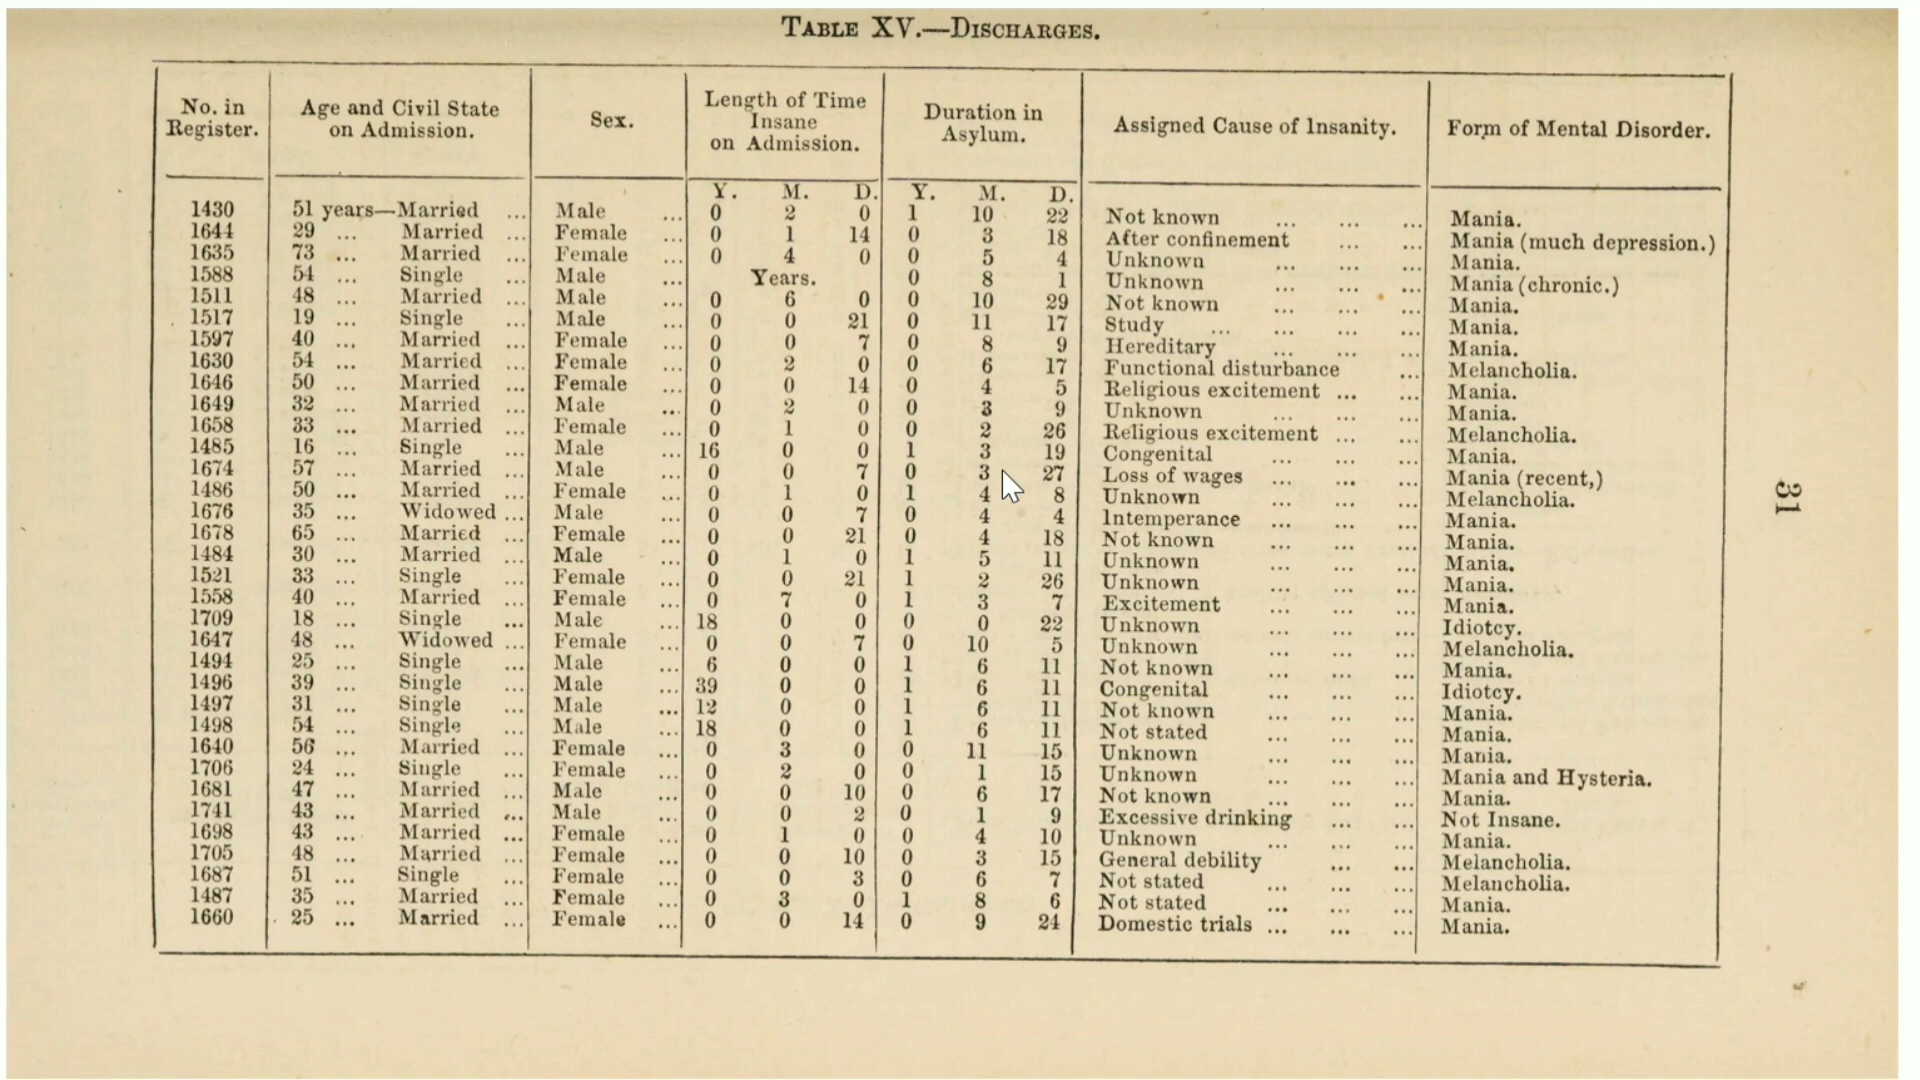 TABLE XV.—DISCHARGES.
No. in Register. Age and Civil State on Admission. Sex. Length of Time Insane on Admission. Duration in Asylum. Assigned Cause of Insanity. Form of Mental Disorder.
Y. M. D. Y. M. D.
1430 51 years—Married ... Male ... 0 2 0 1 10 22 Not known ... ... ... Mania.
1644 29 ... Married ... Female ... 0 1 14 0 3 18 After confinement ... ... Mania (much depression.)
1635 73 ... Married ... Female ... 0 4 0 0 5 4 Unknown ... ... ... Mania.
1588 54 ... Single ... Male ... Years. 0 8 1 Unknown ... ... ... Mania (chronic.)
1511 48 ... Married ... Male ... 0 6 0 0 10 29 Not known ... ... ... Mania.
1517 19 ... Single ... Male ... 0 0 21 0 11 17 Study ... ... ... ... Mania.
1597 40 ... Married ... Female ... 0 0 7 0 8 9 Hereditary ... ... ... Mania.
1630 54 ... Married ... Female ... 0 2 0 0 6 17 Functional disturbance ... Melancholia.
1646 50 ... Married ... Female ... 0 0 14 0 4 5 Religious excitement ... ... Mania.
1649 32 ... Married ... Male ... 0 2 0 0 3 9 Unknown ... ... ... Mania.
1658 33 ... Married ... Female ... 0 1 0 0 2 26 Religious excitement ... ... Melancholia.
1485 16 ... Single ... Male ... 16 0 0 1 3 19 Congenital ... ... ... Mania.
1674 57 ... Married ... Male ... 0 0 7 0 3 27 Loss of wages ... ... ... Mania (recent,)
1486 50 ... Married ... Female ... 0 1 0 1 4 8 Unknown ... ... ... Melancholia.
1676 35 ... Widowed ... Male ... 0 0 7 0 4 4 Intemperance ... ... ... Mania.
1678 65 ... Married ... Female ... 0 0 21 0 4 18 Not known ... ... ... Mania.
1484 30 ... Married ... Male ... 0 1 0 1 5 11 Unknown ... ... ... Mania.
1521 33 ... Single ... Female ... 0 0 21 1 2 26 Unknown ... ... ... Mania.
1558 40 ... Married ... Female ... 0 7 0 1 3 7 Excitement ... ... ... Mania.
1709 18 ... Single ... Male ... 18 0 0 0 0 22 Unknown ... ... ... Idiotcy.
1647 48 ... Widowed ... Female ... 0 0 7 0 10 5 Unknown ... ... ... Melancholia.
1494 25 ... Single ... Male ... 6 0 0 1 6 11 Not known ... ... ... Mania.
1496 39 ... Single ... Male ... 39 0 0 1 6 11 Congenital ... ... ... Idiotcy.
1497 31 ... Single ... Male ... 12 0 0 1 6 11 Not known ... ... ... Mania.
1498 54 ... Single ... Male ... 18 0 0 1 6 11 Not stated ... ... ... Mania.
1640 56 ... Married ... Female ... 0 3 0 0 11 15 Unknown ... ... ... Mania.
1706 24 ... Single ... Female ... 0 2 0 0 1 15 Unknown ... ... ... Mania and Hysteria.
1681 47 ... Married ... Male ... 0 0 10 0 6 17 Not known ... ... ... Mania.
1741 43 ... Married ... Male ... 0 0 2 0 1 9 Excessive drinking ... ... Not Insane.
1698 43 ... Married ... Female ... 0 1 0 0 4 10 Unknown ... ... ... Mania.
1705 48 ... Married ... Female ... 0 0 10 0 3 15 General debility ... ... Melancholia.
1687 51 ... Single ... Female ... 0 0 3 0 6 7 Not stated ... ... ... Melancholia.
1487 35 ... Married ... Female ... 0 3 0 1 8 6 Not stated ... ... ... Mania.
1660 25 ... Married ... Female ... 0 0 14 0 9 24 Domestic trials ... ... ... Mania.
31